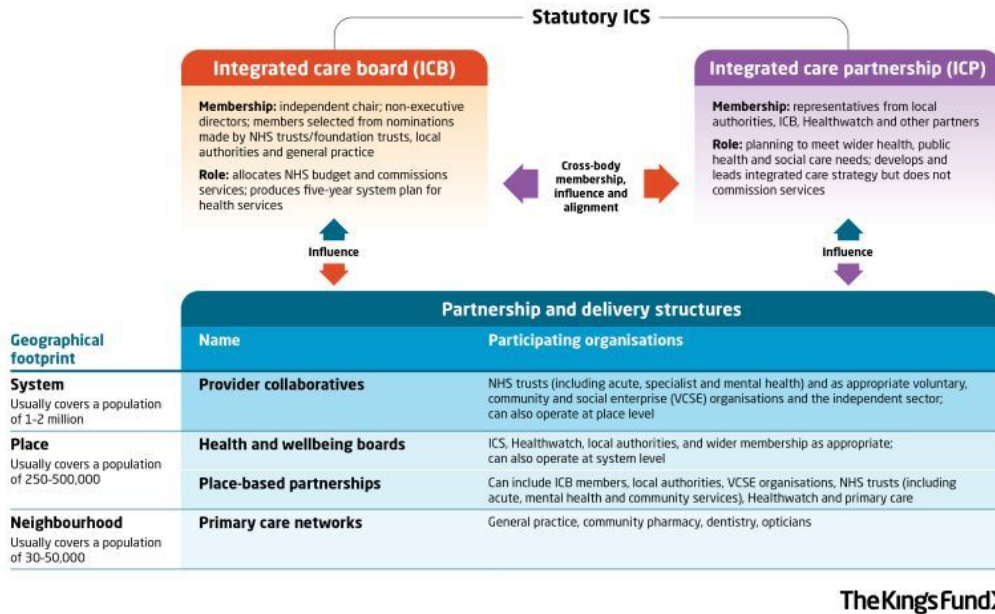 Statutory ICS
Integrated care board (ICB)
Membership: independent chair; non-executive
directors; members selected from nominations
made by NHS trusts/foundation trusts, local
authorities and general practice
Role: allocates NHS budget and commissions
services; produces five-year system plan for
health services
Cross-body
membership,
influence and
alignment
Integrated care partnership (ICP)
Membership: representatives from local
authorities, ICB, Healthwatch and other partners
Role: planning to meet wider health, public
health and social care needs; develops and
leads integrated care strategy but does not
commission services
Influence
Influence
Partnership and delivery structures
Geographical
footprint
Name
Participating organisations
System
Usually covers a population
of 1–2 million
Provider collaboratives
NHS trusts (including acute, specialist and mental health) and as appropriate voluntary,
community and social enterprise (VCSE) organisations and the independent sector;
can also operate at place level
Place
Usually covers a population
of 250-500,000
Health and wellbeing boards
ICS, Healthwatch, local authorities, and wider membership as appropriate;
can also operate at system level
Place-based partnerships
Can include ICB members, local authorities, VCSE organisations, NHS trusts (including
acute, mental health and community services), Healthwatch and primary care
Neighbourhood
Usually covers a population
of 30-50,000
Primary care networks
General practice, community pharmacy, dentistry, opticians
The King's Fund